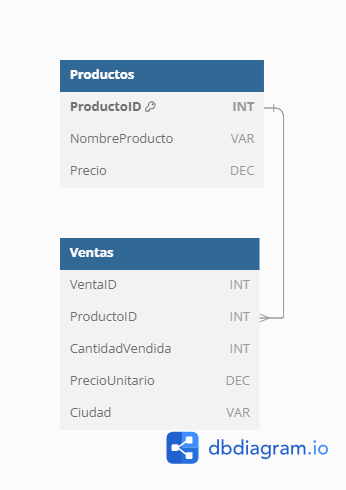 Productos
ProductoID INT
NombreProducto VAR
Precio DEC
Ventas
VentaID INT
ProductoID INT
CantidadVendida INT
PrecioUnitario DEC
Ciudad VAR
dbdiagram.io